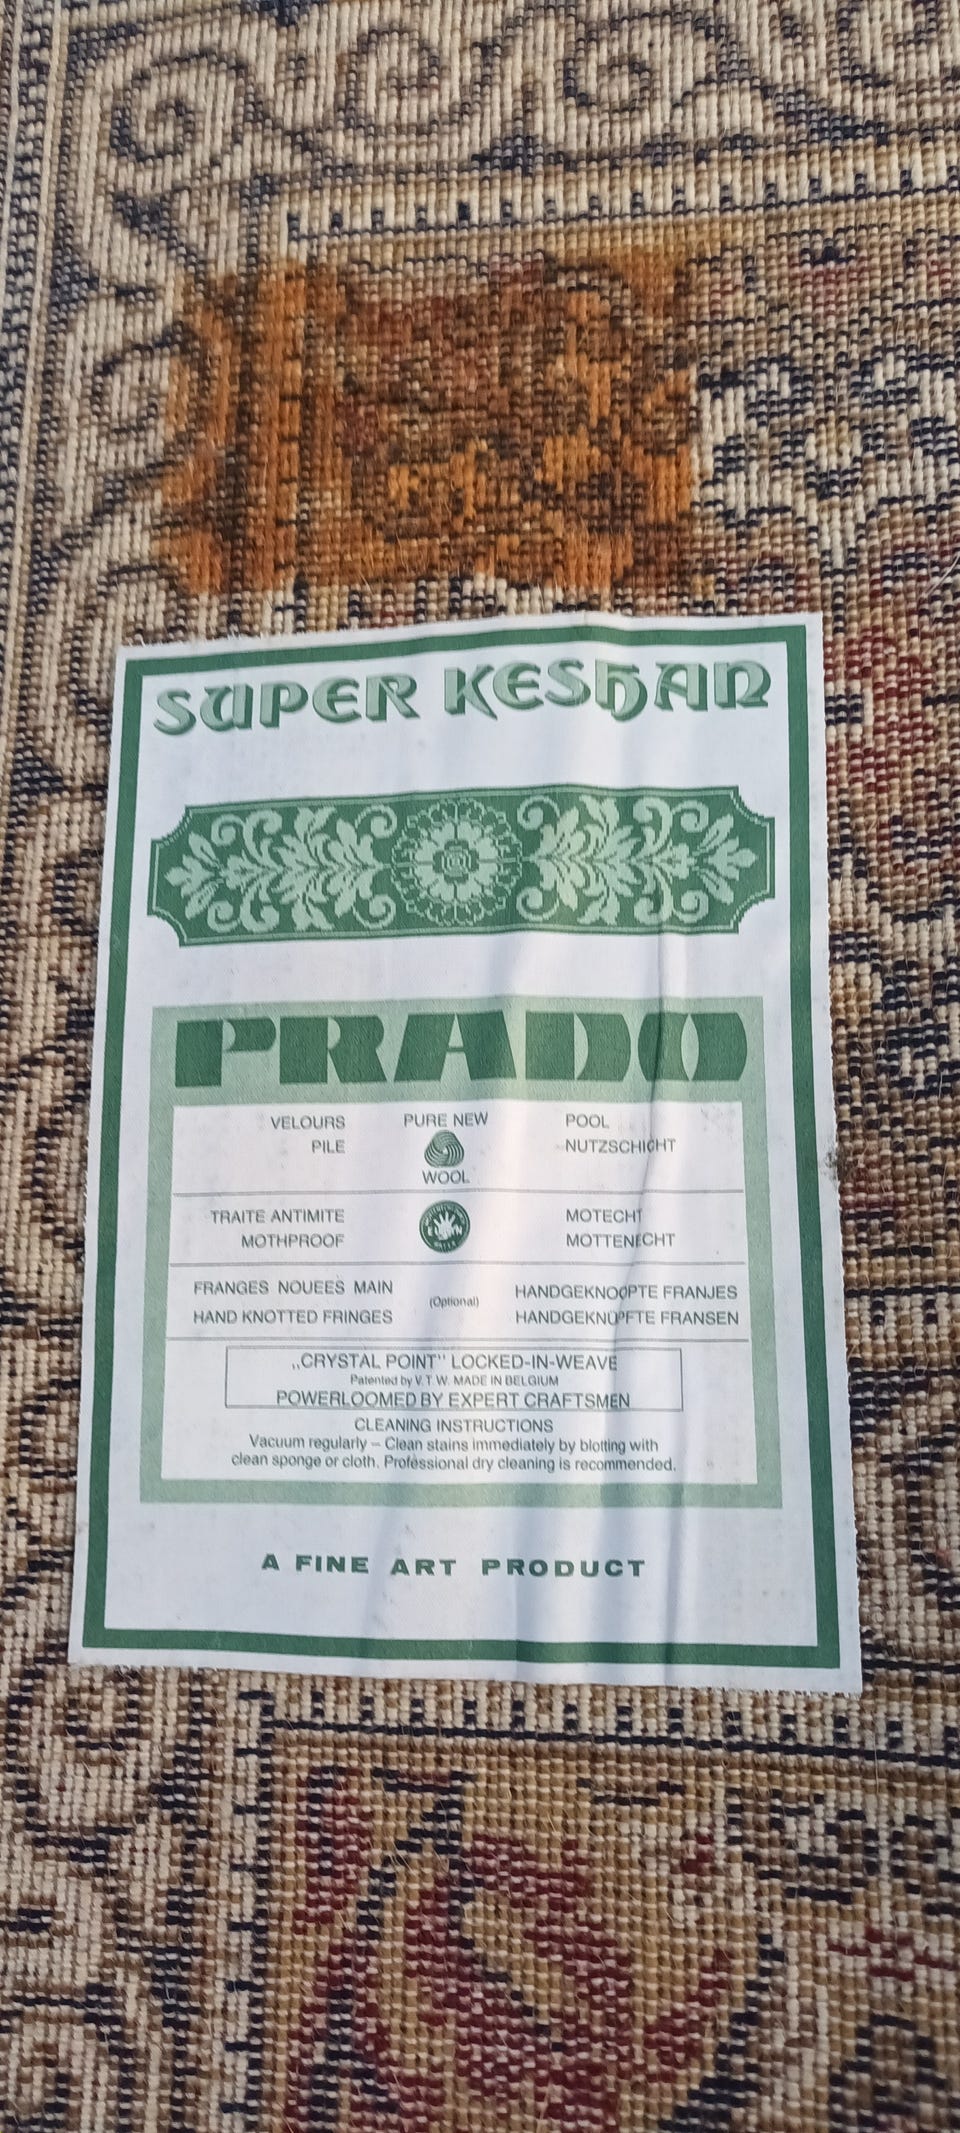 SUPER KESHAN
PRADO
VELOURS PURE NEW POOL
PILE NUTZSCHICHT
WOOL
TRAITE ANTIMITE MOTECHT
MOTHPROOF MOTTENECHT
FRANGES NOUEES MAIN HANDGEKNOOPTE FRANJES
(Optional)
HAND KNOTTED FRINGES HANDGEKNÜPFTE FRANSEN
„CRYSTAL POINT" LOCKED-IN-WEAVE
Patented by V.T.W. MADE IN BELGIUM
POWERLOOMED BY EXPERT CRAFTSMEN
CLEANING INSTRUCTIONS
Vacuum regularly – Clean stains immediately by blotting with
clean sponge or cloth. Professional dry cleaning is recommended.
A FINE ART PRODUCT